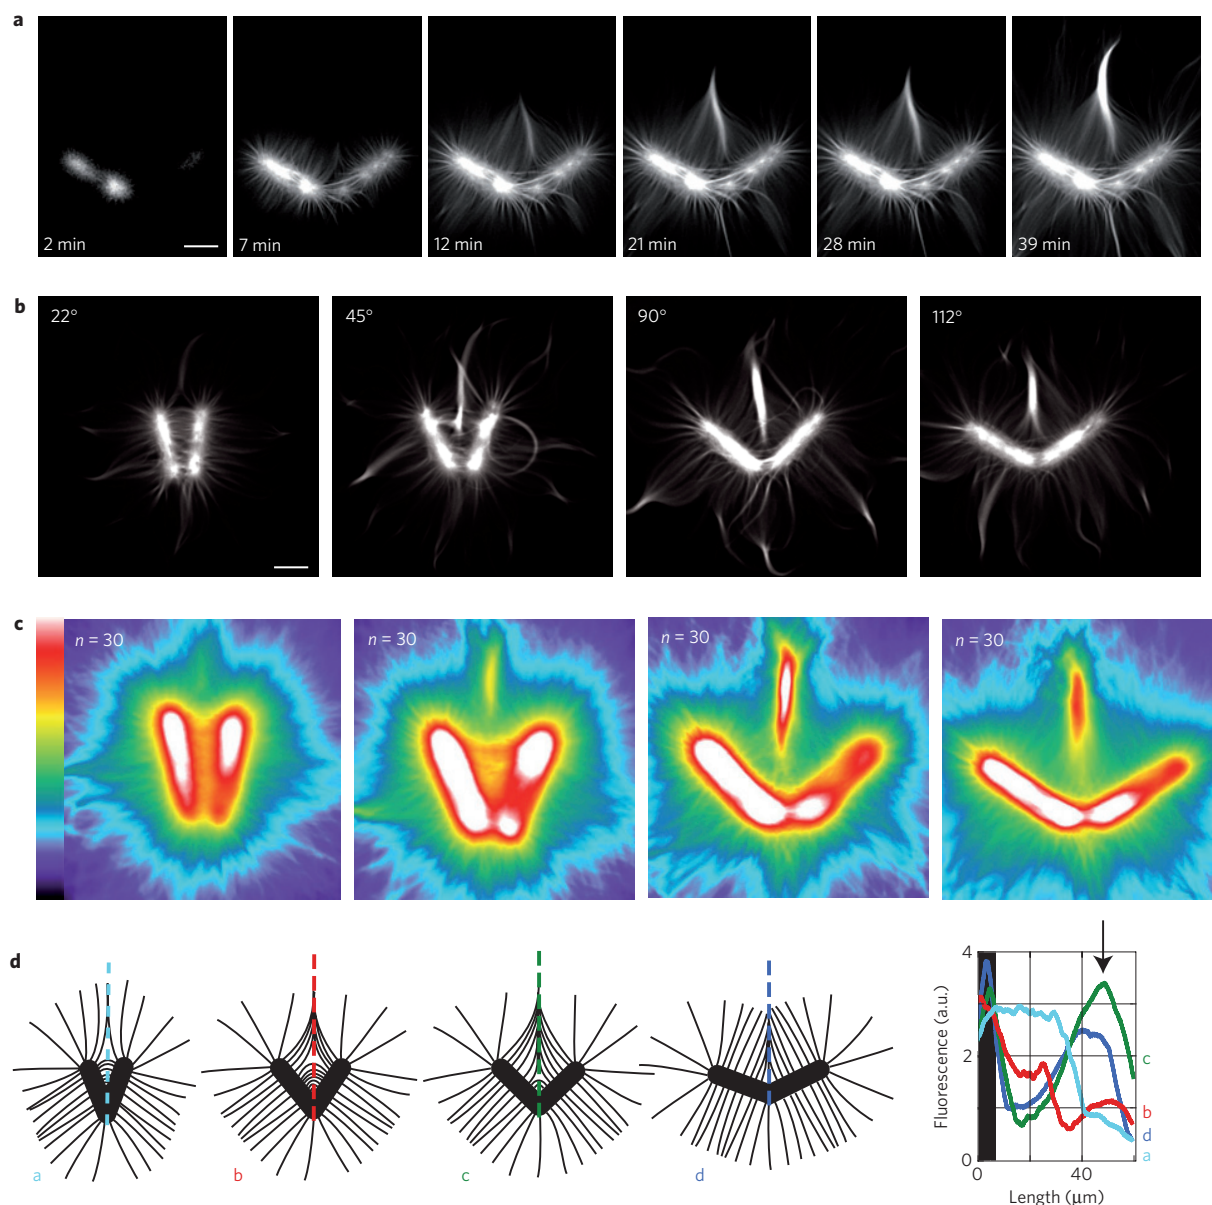 a
2 min
7 min
12 min
21 min
28 min
39 min
b
22°
45°
90°
112°
c
n = 30
n = 30
n = 30
n = 30
d
a
b
c
d
4
2
0
Fluorescence (a.u.)
c
b
d
a
0
40
Length (μm)